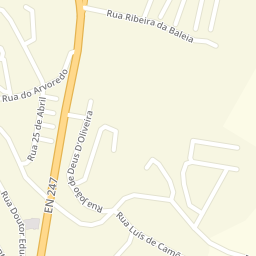 Rua Ribeira da Baleia
Rua do Arvoredo
Rua 25 de Abril
Rua João de Deus D'Oliveira
EN 247
Rua Doutor Edu
Rua Luís de Camõ